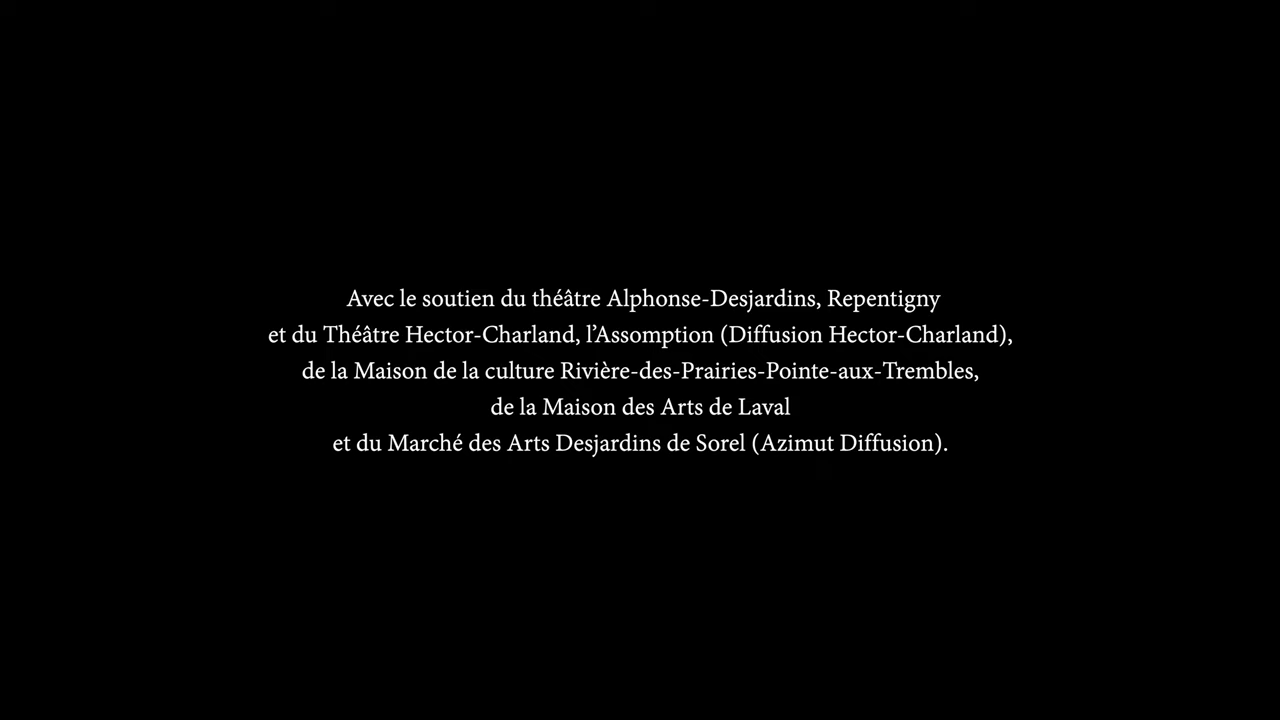 Avec le soutien du théâtre Alphonse-Desjardins, Repentigny
et du Théâtre Hector-Charland, l’Assomption (Diffusion Hector-Charland),
de la Maison de la culture Rivière-des-Prairies-Pointe-aux-Trembles,
de la Maison des Arts de Laval
et du Marché des Arts Desjardins de Sorel (Azimut Diffusion).